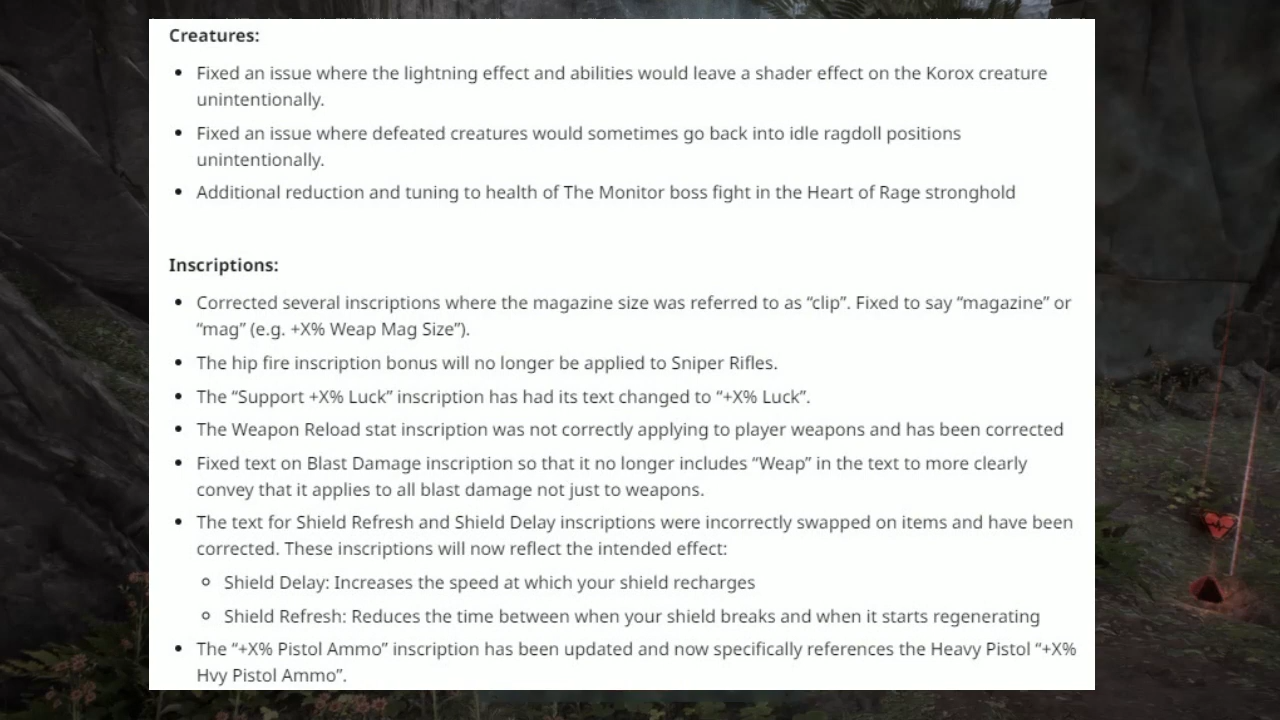 Creatures:
• Fixed an issue where the lightning effect and abilities would leave a shader effect on the Korox creature
unintentionally.
• Fixed an issue where defeated creatures would sometimes go back into idle ragdoll positions
unintentionally.
• Additional reduction and tuning to health of The Monitor boss fight in the Heart of Rage stronghold
Inscriptions:
• Corrected several inscriptions where the magazine size was referred to as “clip”. Fixed to say “magazine” or
“mag” (e.g. +X% Weap Mag Size”).
• The hip fire inscription bonus will no longer be applied to Sniper Rifles.
• The “Support +X% Luck” inscription has had its text changed to “+X% Luck”.
• The Weapon Reload stat inscription was not correctly applying to player weapons and has been corrected
• Fixed text on Blast Damage inscription so that it no longer includes “Weap” in the text to more clearly
convey that it applies to all blast damage not just to weapons.
• The text for Shield Refresh and Shield Delay inscriptions were incorrectly swapped on items and have been
corrected. These inscriptions will now reflect the intended effect:
◦ Shield Delay: Increases the speed at which your shield recharges
◦ Shield Refresh: Reduces the time between when your shield breaks and when it starts regenerating
• The “+X% Pistol Ammo” inscription has been updated and now specifically references the Heavy Pistol “+X%
Hvy Pistol Ammo”.